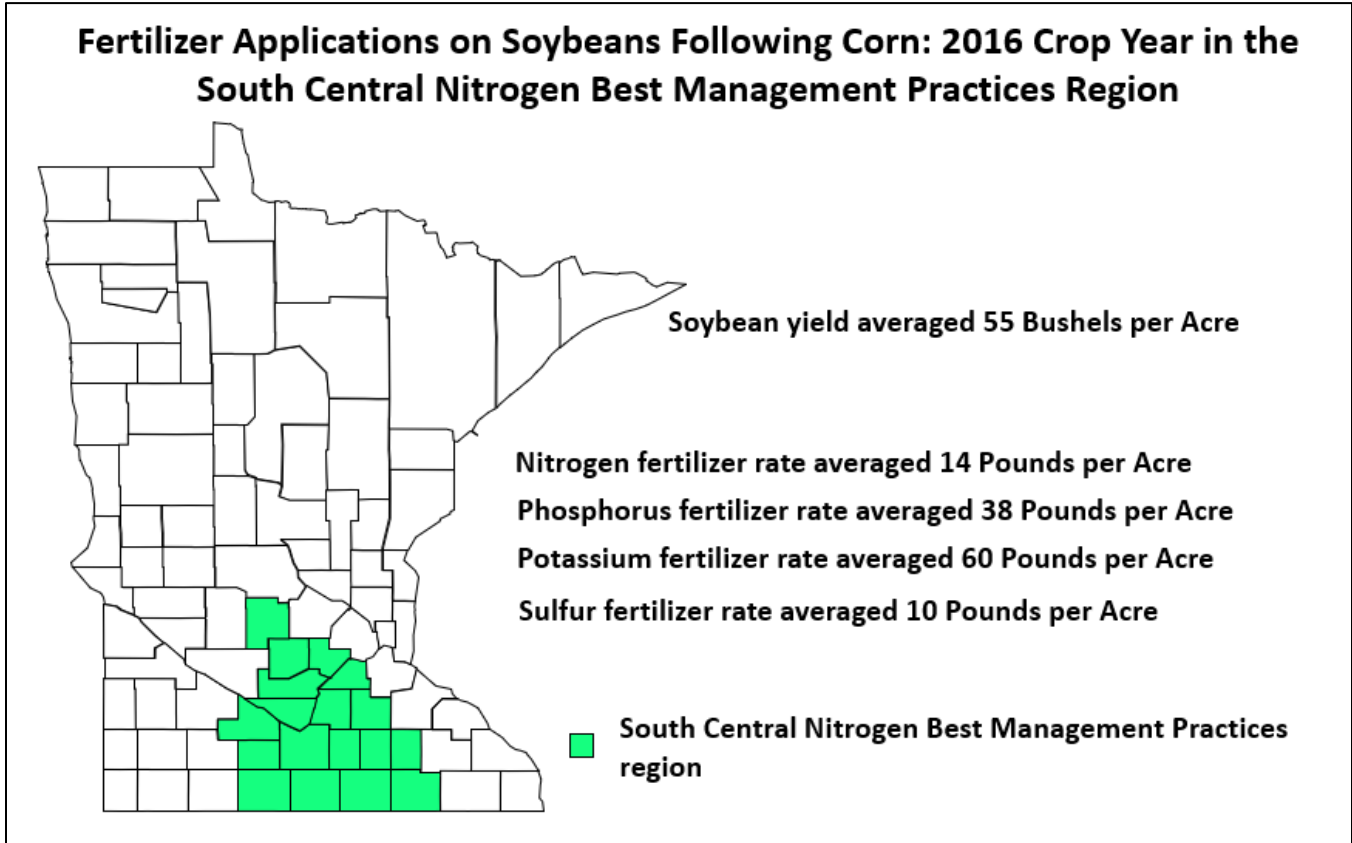 Fertilizer Applications on Soybeans Following Corn: 2016 Crop Year in the
South Central Nitrogen Best Management Practices Region
Soybean yield averaged 55 Bushels per Acre
Nitrogen fertilizer rate averaged 14 Pounds per Acre
Phosphorus fertilizer rate averaged 38 Pounds per Acre
Potassium fertilizer rate averaged 60 Pounds per Acre
Sulfur fertilizer rate averaged 10 Pounds per Acre
South Central Nitrogen Best Management Practices
region